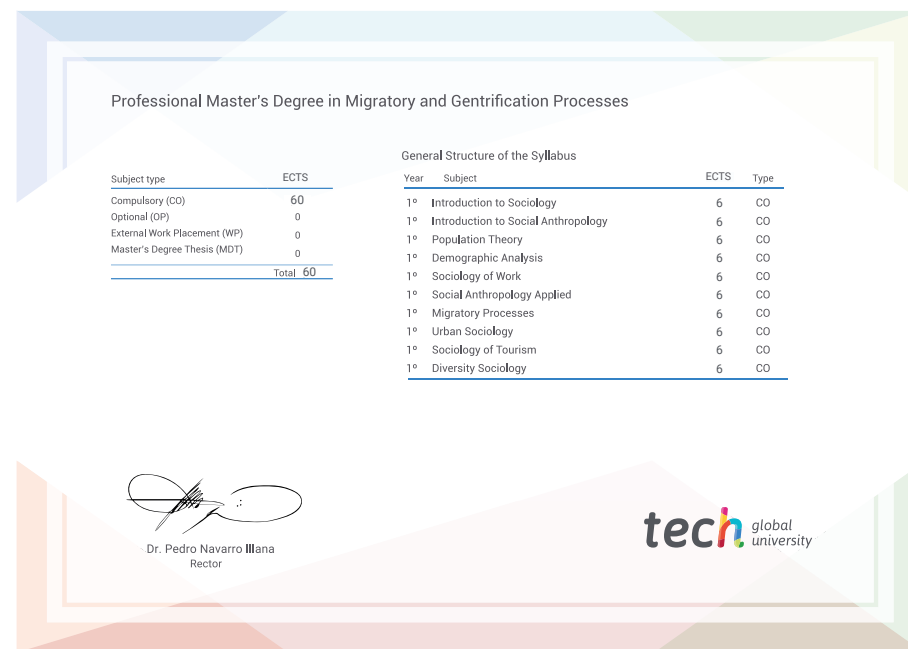 Professional Master's Degree in Migratory and Gentrification Processes
Subject type ECTS
Compulsory (CO) 60
Optional (OP) 0
External Work Placement (WP) 0
Master's Degree Thesis (MDT) 0
Total 60
General Structure of the Syllabus
Year Subject ECTS Type
1º Introduction to Sociology 6 CO
1º Introduction to Social Anthropology 6 CO
1º Population Theory 6 CO
1º Demographic Analysis 6 CO
1º Sociology of Work 6 CO
1º Social Anthropology Applied 6 CO
1º Migratory Processes 6 CO
1º Urban Sociology 6 CO
1º Sociology of Tourism 6 CO
1º Diversity Sociology 6 CO
Dr. Pedro Navarro Illana
Rector
tech global
university